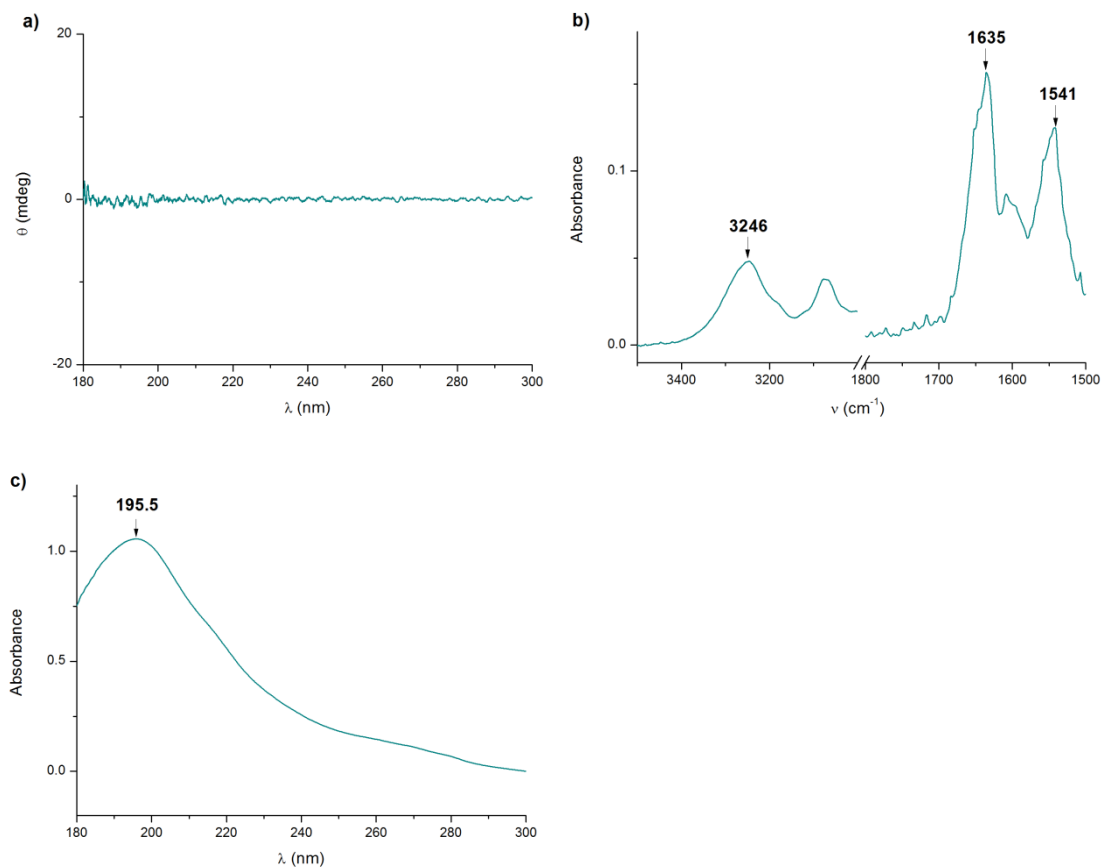 a)
20
0
-20
θ (mdeg)
180 200 220 240 260 280 300
λ (nm)
b)
1635
1541
3246
0.1
0.0
Absorbance
3400 3200 1800 1700 1600 1500
ν (cm⁻¹)
c)
195.5
1.0
0.5
0.0
Absorbance
180 200 220 240 260 280 300
λ (nm)